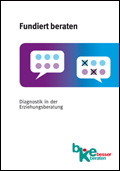 Fundiert beraten
Diagnostik in der
Erziehungsberatung
bke besser
beraten